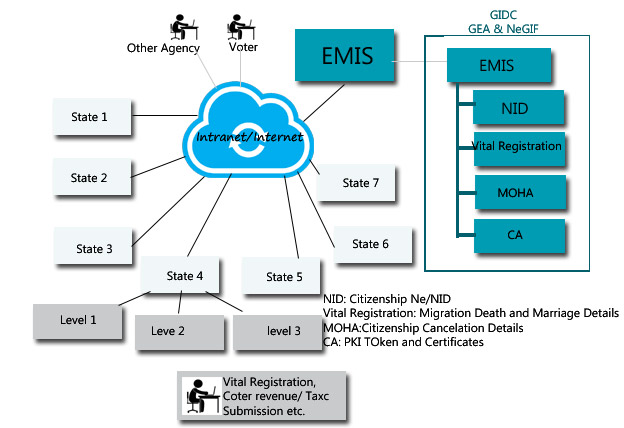 GIDC
GEA & NeGIF
Other Agency
Voter
EMIS
EMIS
NID
Vital Registration
MOHA
CA
Intranet/Internet
State 1
State 2
State 3
State 4
State 5
State 6
State 7
Level 1
Leve 2
level 3
NID: Citizenship Ne/NID
Vital Registration: Migration Death and Marriage Details
MOHA:Citizenship Cancelation Details
CA: PKI TOken and Certificates
Vital Registration,
Coter revenue/ Taxc
Submission etc.